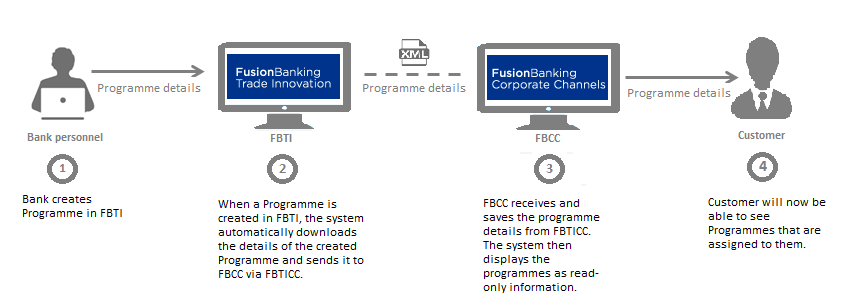 XML
FusionBanking
Trade Innovation
FusionBanking
Corporate Channels
Programme details
Programme details
Programme details
Bank personnel
FBTI
FBCC
Customer
1
2
3
4
Bank creates
Programme in FBTI
When a Programme is
created in FBTI, the system
automatically downloads
the details of the created
Programme and sends it to
FBCC via FBTICC.
FBCC receives and
saves the programme
details from FBTICC.
The system then
displays the
programmes as read-
only information.
Customer will now be
able to see
Programmes that are
assigned to them.